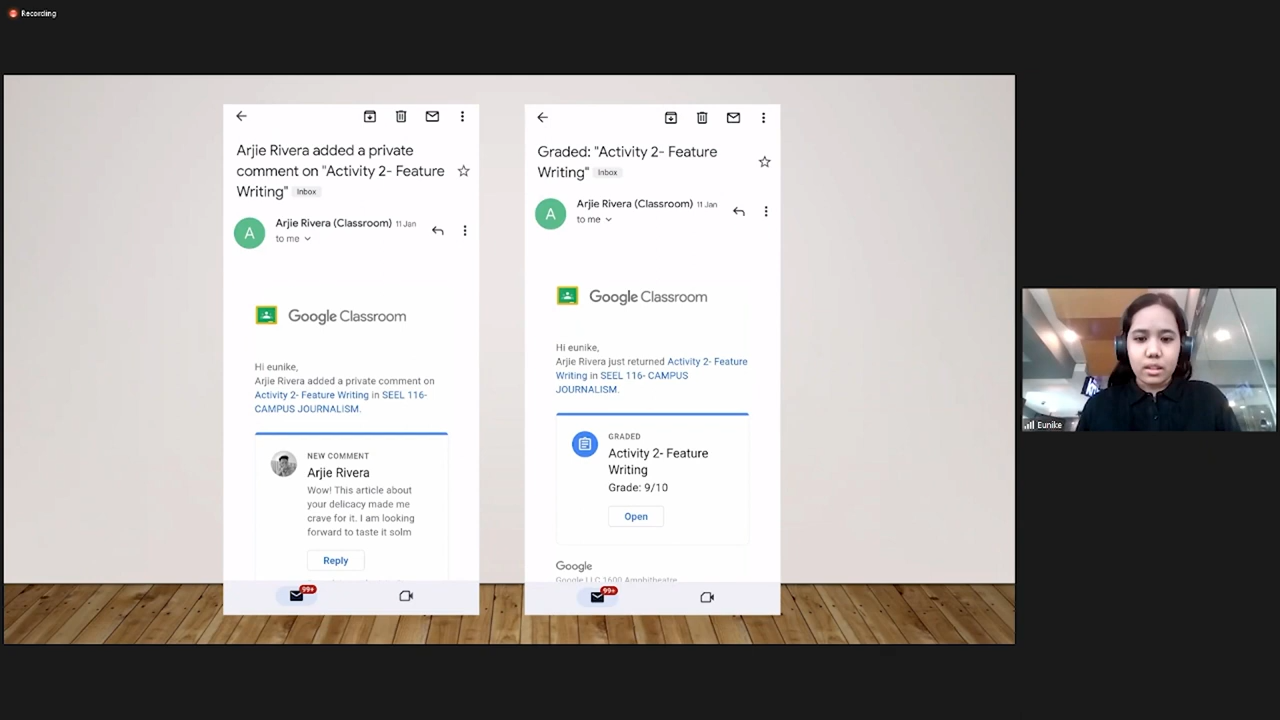 Recording
Arjie Rivera added a private
comment on "Activity 2- Feature
Writing" Inbox
Arjie Rivera (Classroom) 11 Jan
to me
A
Google Classroom
Hi eunike,
Arjie Rivera added a private comment on
Activity 2- Feature Writing in SEEL 116-
CAMPUS JOURNALISM.
NEW COMMENT
Arjie Rivera
Wow! This article about
your delicacy made me
crave for it. I am looking
forward to taste it solm
Reply
99+
Graded: "Activity 2- Feature
Writing" Inbox
Arjie Rivera (Classroom) 11 Jan
to me
A
Google Classroom
Hi eunike,
Arjie Rivera just returned Activity 2- Feature
Writing in SEEL 116- CAMPUS
JOURNALISM.
GRADED
Activity 2- Feature
Writing
Grade: 9/10
Open
Google
Google LLC 1600 Amphitheatre
99+
Eunike